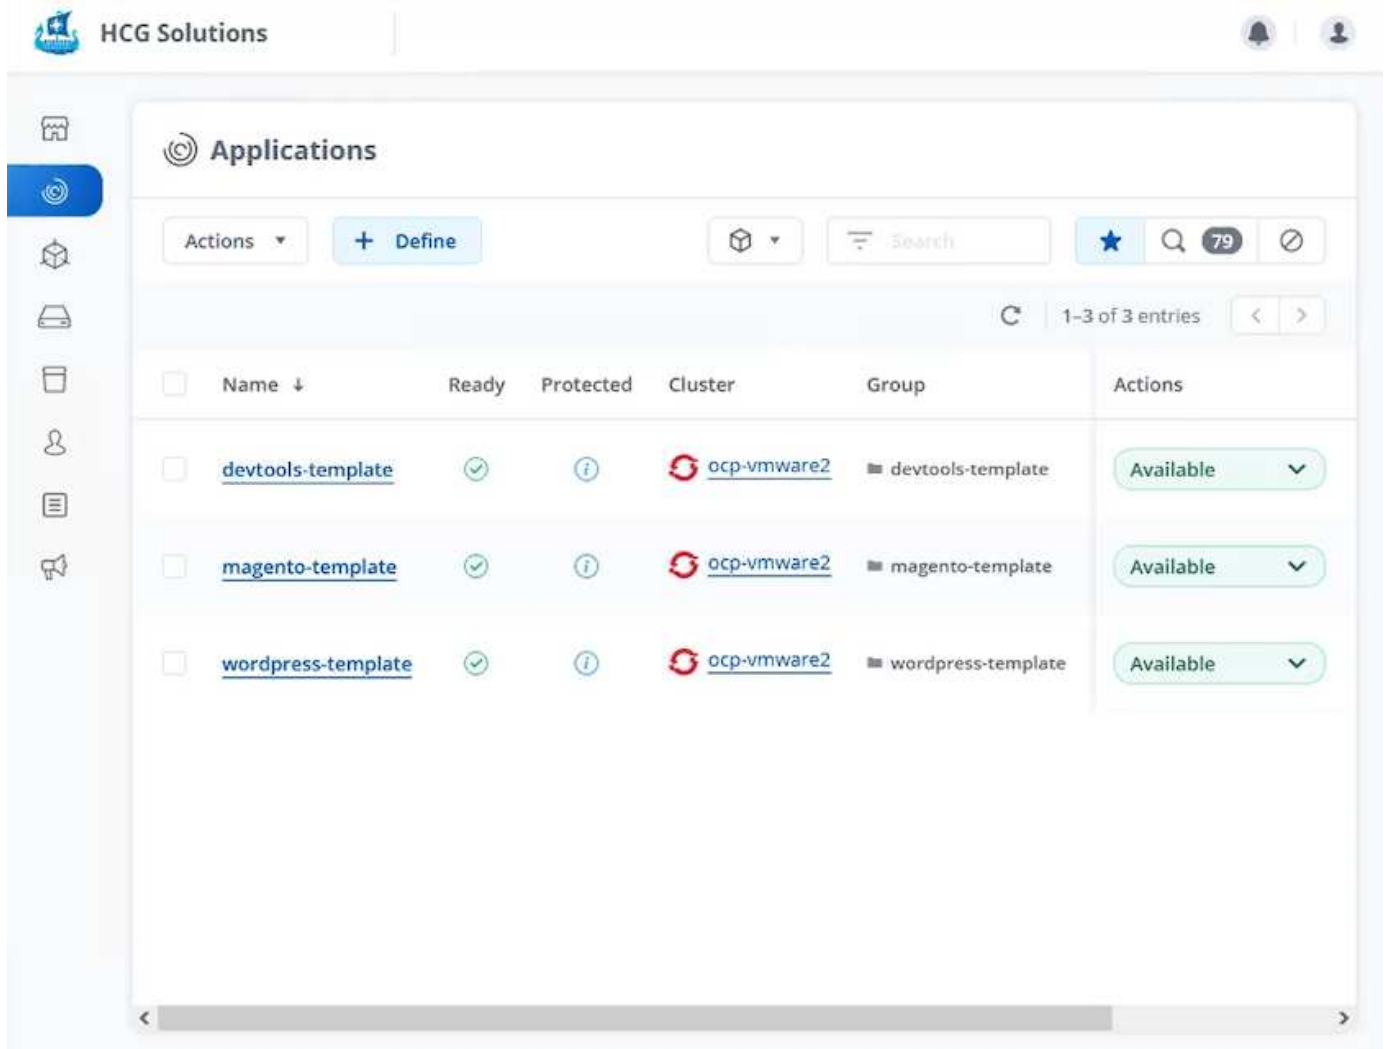 HCG Solutions
Applications
Actions
+ Define
Search
79
1–3 of 3 entries
Name Ready Protected Cluster Group Actions
devtools-template ocp-vmware2 devtools-template Available
magento-template ocp-vmware2 magento-template Available
wordpress-template ocp-vmware2 wordpress-template Available